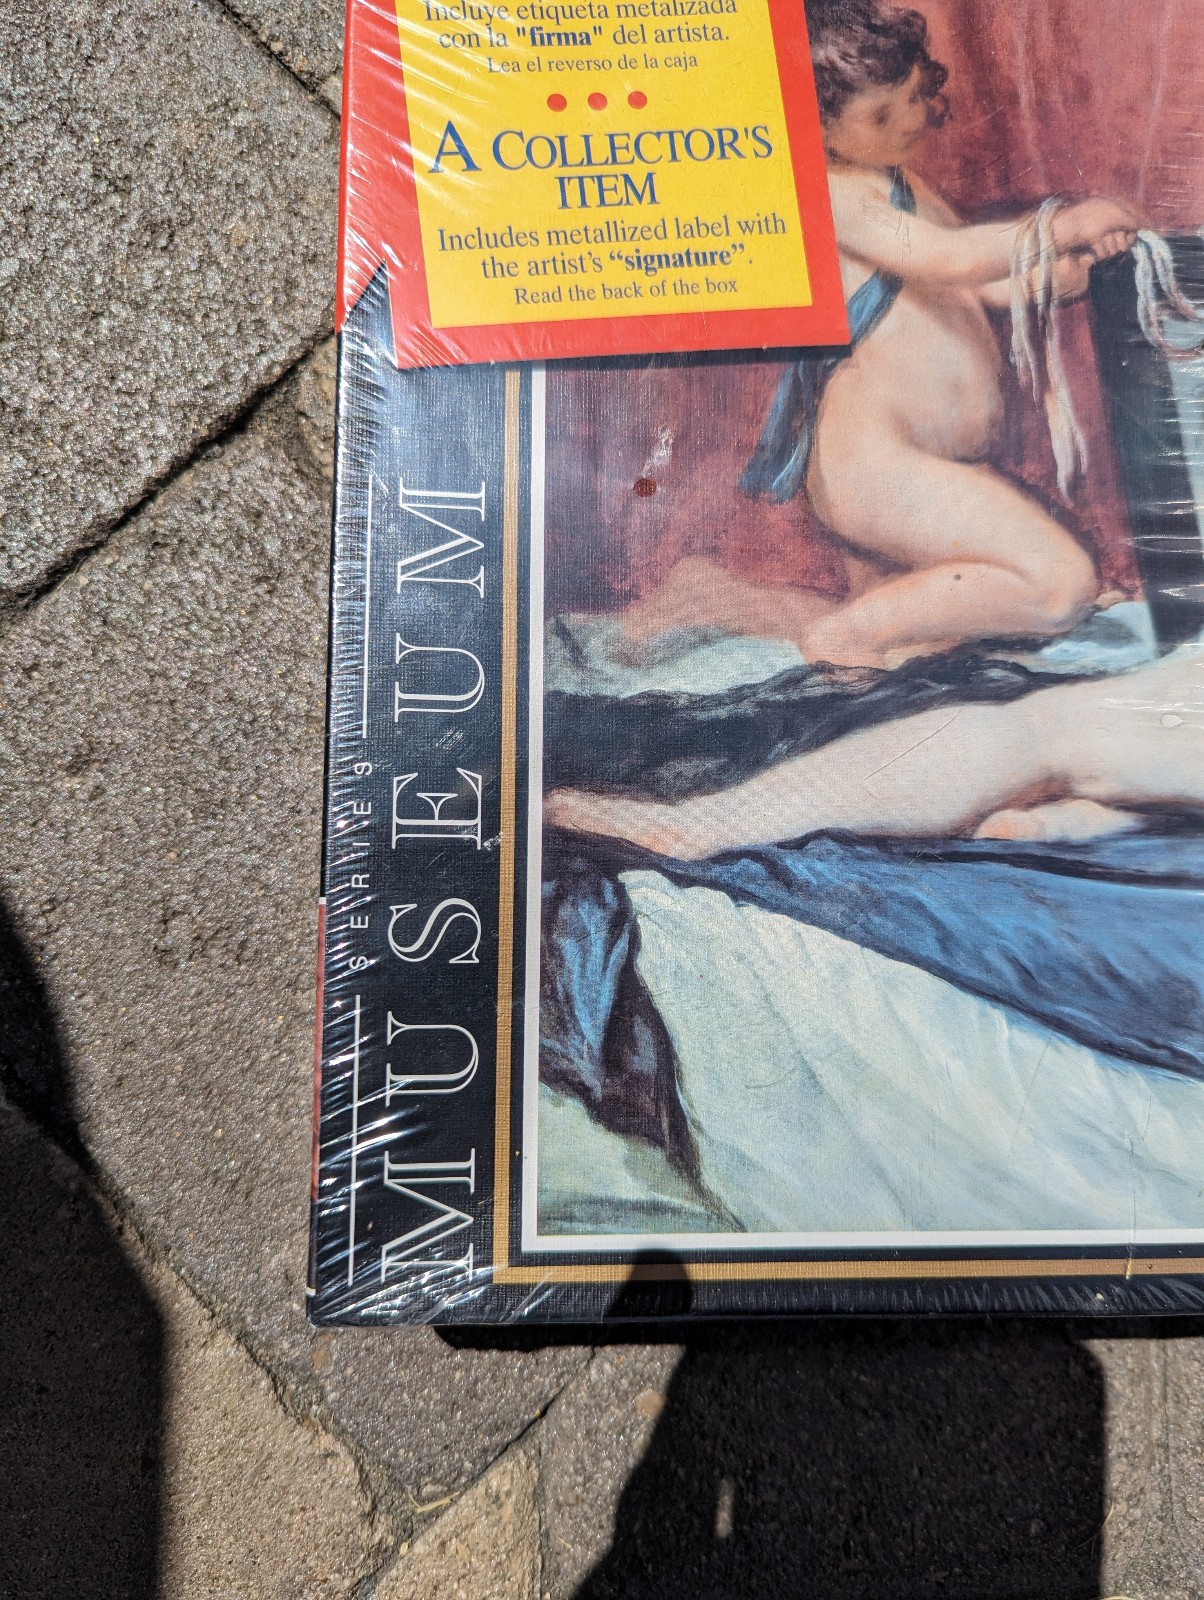 Incluye etiqueta metalizada
con la "firma" del artista.
Lea el reverso de la caja
A COLLECTOR'S
ITEM
Includes metallized label with
the artist's “signature”.
Read the back of the box
MUSEUM
SERIES